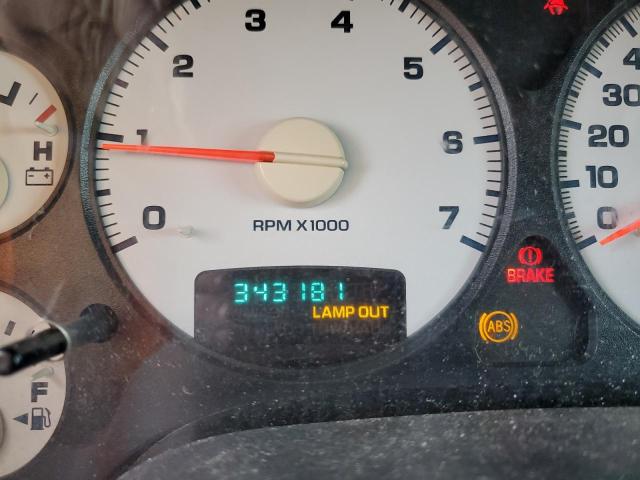 0 1 2 3 4 5 6 7
RPM X1000
343181
LAMP OUT
BRAKE
ABS
H
F
0 10 20 30 4